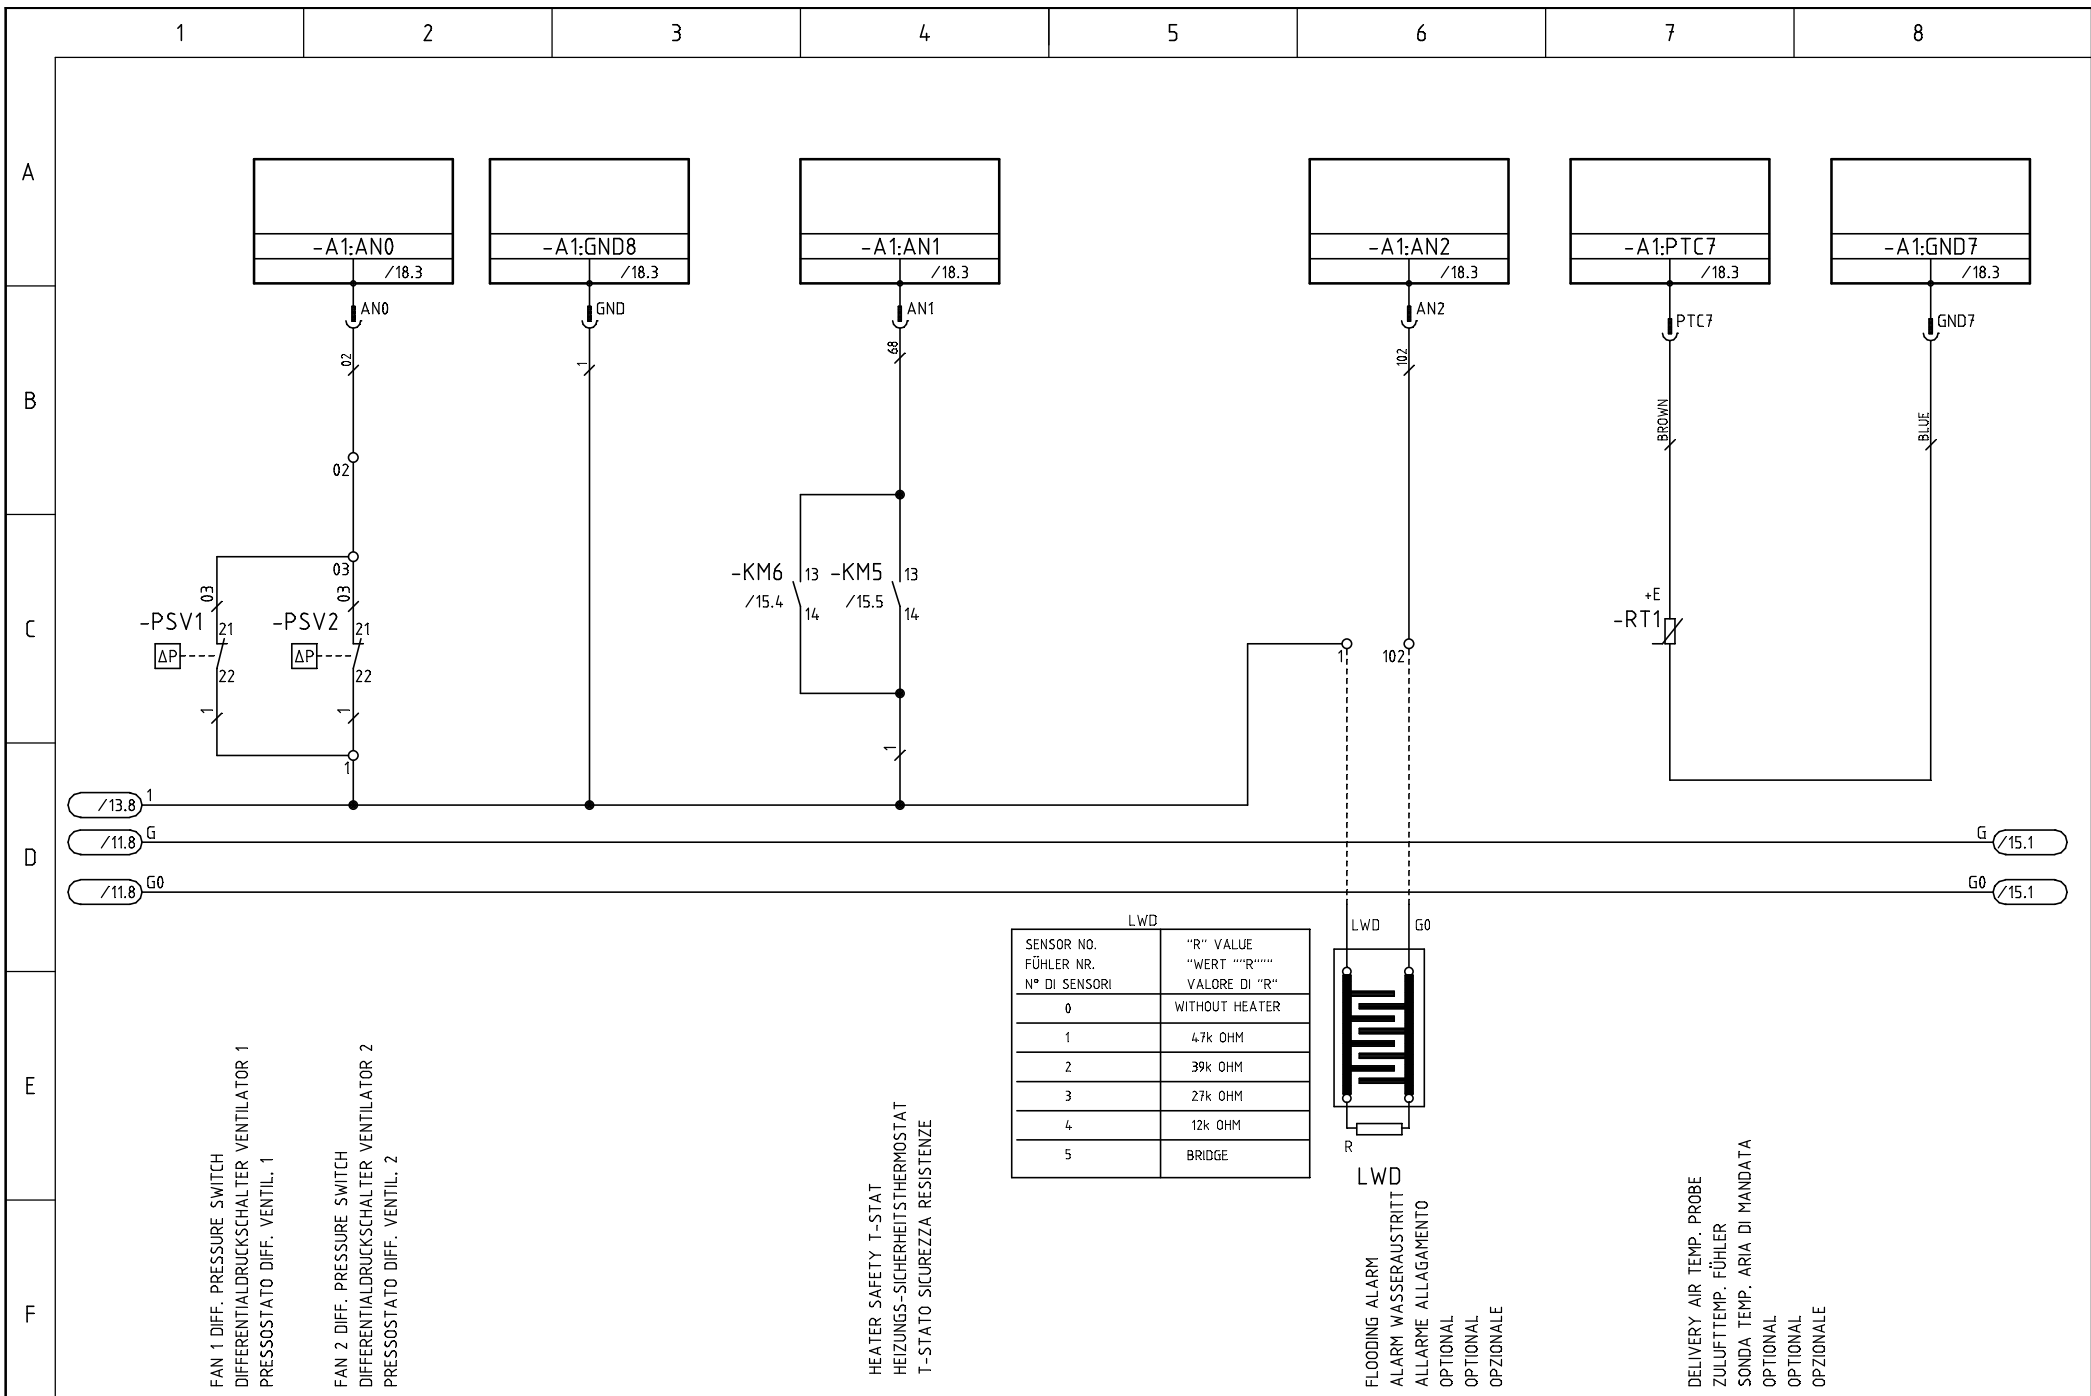 1 2 3 4 5 6 7 8
A
-A1:AN0 -A1:GND8 -A1:AN1 -A1:AN2 -A1:PTC7 -A1:GND7
/18.3 /18.3 /18.3 /18.3 /18.3 /18.3
AN0 GND AN1 AN2 PTC7 GND7
02 1 68 102
B
BROWN BLUE
02
03
-KM6 13 -KM5 13
/15.4 14 /15.5 14
03 03
+E
-RT1
C
-PSV1 21 -PSV2 21
ΔP ΔP
22 22
1 102
1 1
1
1
/13.8 1
/11.8 G G /15.1
D
/11.8 G0 G0 /15.1
LWD
LWD G0
SENSOR NO. "R" VALUE
FÜHLER NR. "WERT ""R"""
N° DI SENSORI VALORE DI "R"
0 WITHOUT HEATER
1 47k OHM
2 39k OHM
3 27k OHM
4 12k OHM
5 BRIDGE
R
LWD
E
F
FAN 1 DIFF. PRESSURE SWITCH
DIFFERENTIALDRUCKSCHALTER VENTILATOR 1
PRESSOSTATO DIFF. VENTIL. 1
FAN 2 DIFF. PRESSURE SWITCH
DIFFERENTIALDRUCKSCHALTER VENTILATOR 2
PRESSOSTATO DIFF. VENTIL. 2
HEATER SAFETY T-STAT
HEIZUNGS-SICHERHEITSTHERMOSTAT
T-STATO SICUREZZA RESISTENZE
FLOODING ALARM
ALARM WASSERAUSTRITT
ALLARME ALLAGAMENTO
OPTIONAL
OPTIONAL
OPZIONALE
DELIVERY AIR TEMP. PROBE
ZULUFTTEMP. FÜHLER
SONDA TEMP. ARIA DI MANDATA
OPTIONAL
OPTIONAL
OPZIONALE